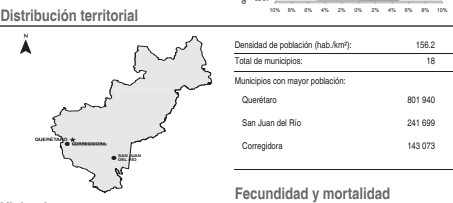 10% 8% 6% 4% 2% 0% 2% 4% 6% 8% 10%
Distribución territorial
N
QUERÉTARO
CORREGIDORA
SAN JUAN
DEL RÍO
Densidad de población (hab./km²): 156.2
Total de municipios: 18
Municipios con mayor población:
Querétaro 801 940
San Juan del Río 241 699
Corregidora 143 073
Fecundidad y mortalidad